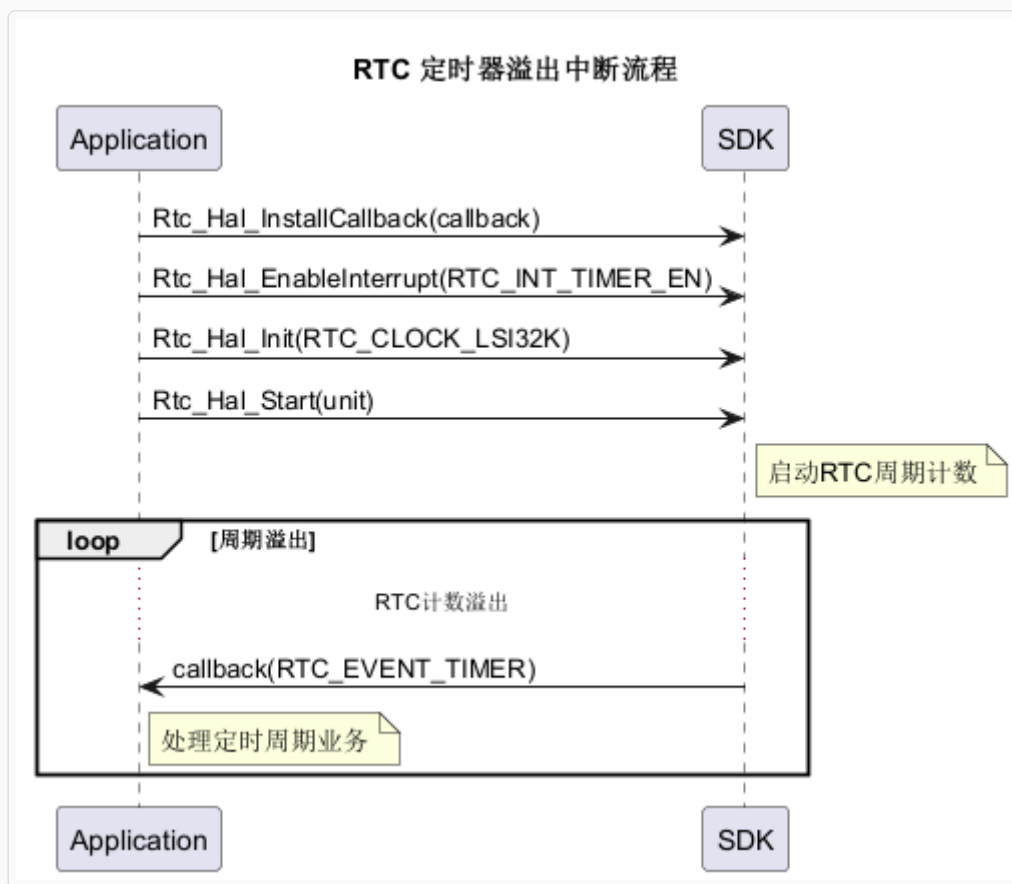 RTC 定时器溢出中断流程
Application
SDK
Rtc_Hal_InstallCallback(callback)
Rtc_Hal_EnableInterrupt(RTC_INT_TIMER_EN)
Rtc_Hal_Init(RTC_CLOCK_LSI32K)
Rtc_Hal_Start(unit)
启动RTC周期计数
loop
[周期溢出]
RTC计数溢出
callback(RTC_EVENT_TIMER)
处理定时周期业务
Application
SDK